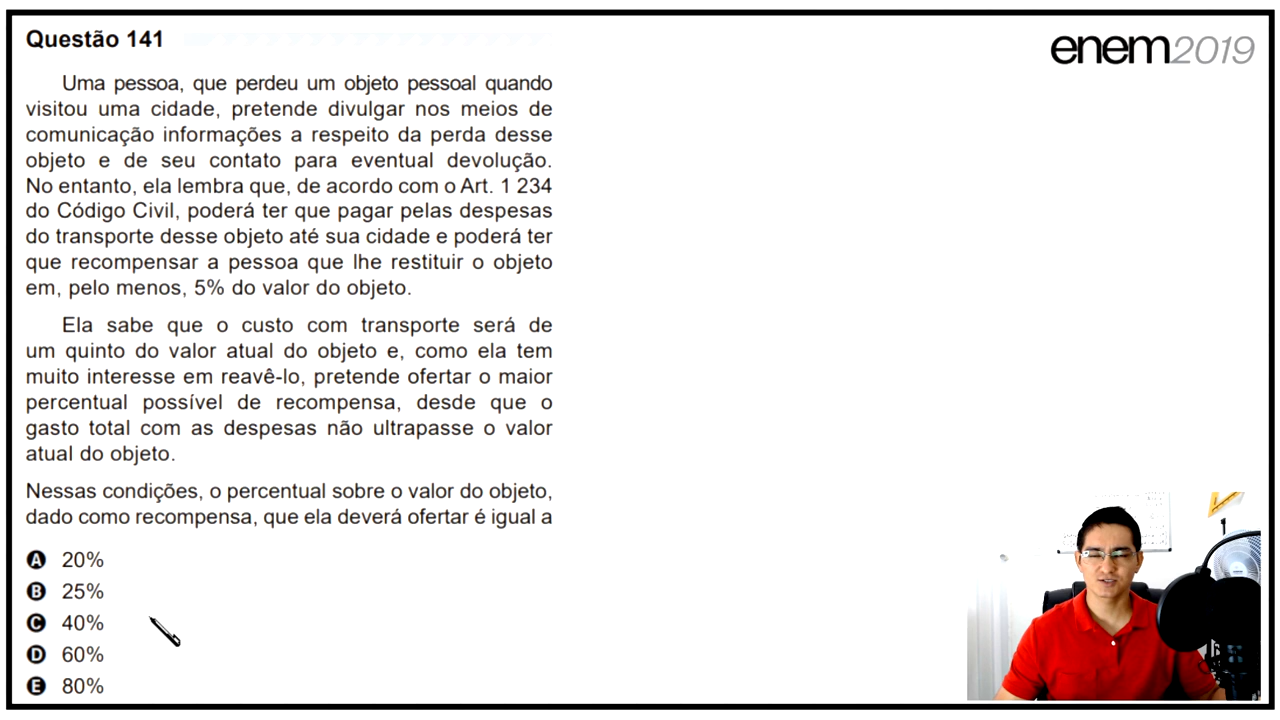 Questão 141
enem2019
Uma pessoa, que perdeu um objeto pessoal quando
visitou uma cidade, pretende divulgar nos meios de
comunicação informações a respeito da perda desse
objeto e de seu contato para eventual devolução.
No entanto, ela lembra que, de acordo com o Art. 1 234
do Código Civil, poderá ter que pagar pelas despesas
do transporte desse objeto até sua cidade e poderá ter
que recompensar a pessoa que lhe restituir o objeto
em, pelo menos, 5% do valor do objeto.
Ela sabe que o custo com transporte será de
um quinto do valor atual do objeto e, como ela tem
muito interesse em reavê-lo, pretende ofertar o maior
percentual possível de recompensa, desde que o
gasto total com as despesas não ultrapasse o valor
atual do objeto.
Nessas condições, o percentual sobre o valor do objeto,
dado como recompensa, que ela deverá ofertar é igual a
A 20%
B 25%
C 40%
D 60%
E 80%